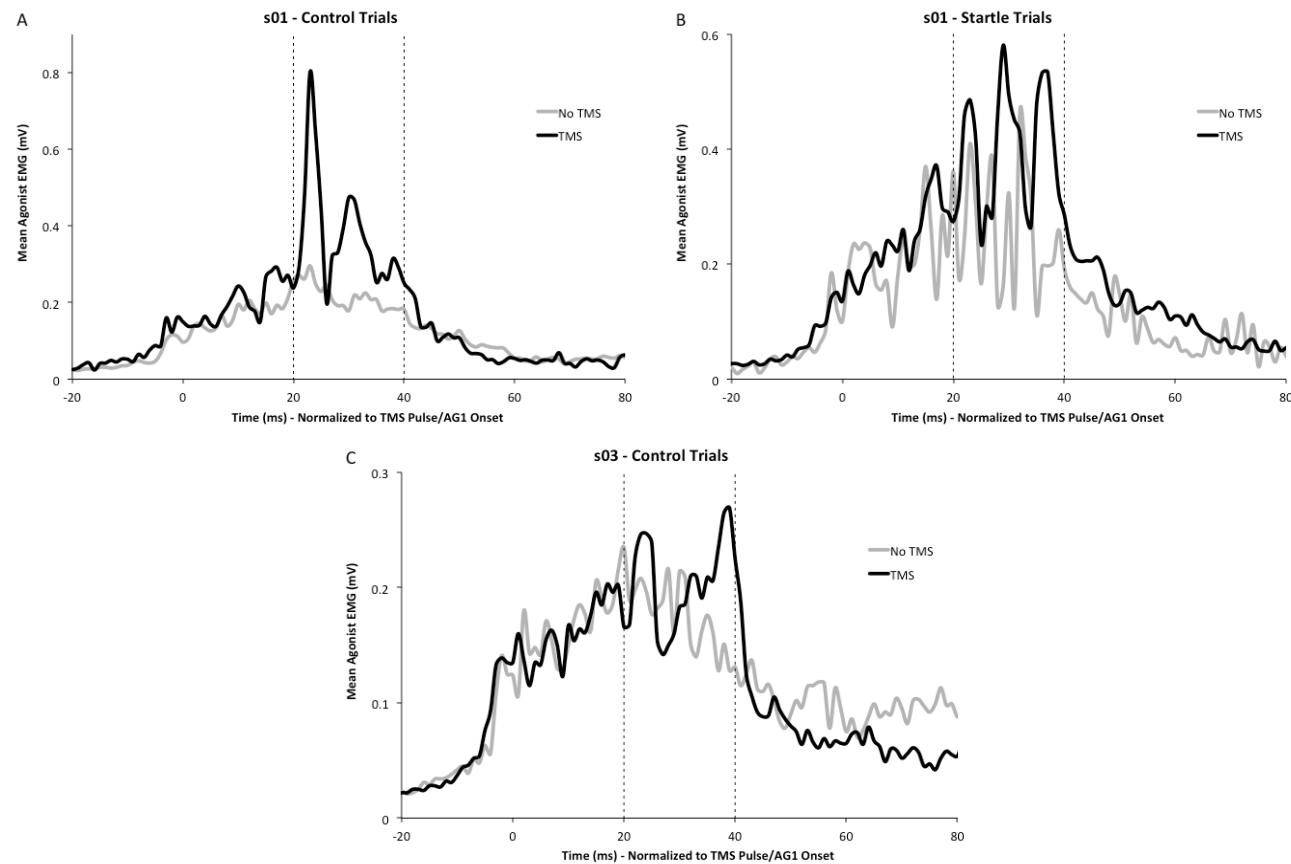 A
s01 - Control Trials
Mean Agonist EMG (mV)
0.8
0.6
0.4
0.2
0
-20
0
20
40
60
80
Time (ms) - Normalized to TMS Pulse/AG1 Onset
No TMS
TMS
B
s01 - Startle Trials
Mean Agonist EMG (mV)
0.6
0.4
0.2
0
-20
0
20
40
60
80
Time (ms) - Normalized to TMS Pulse/AG1 Onset
No TMS
TMS
C
s03 - Control Trials
Mean Agonist EMG (mV)
0.3
0.2
0.1
0
-20
0
20
40
60
80
Time (ms) - Normalized to TMS Pulse/AG1 Onset
No TMS
TMS